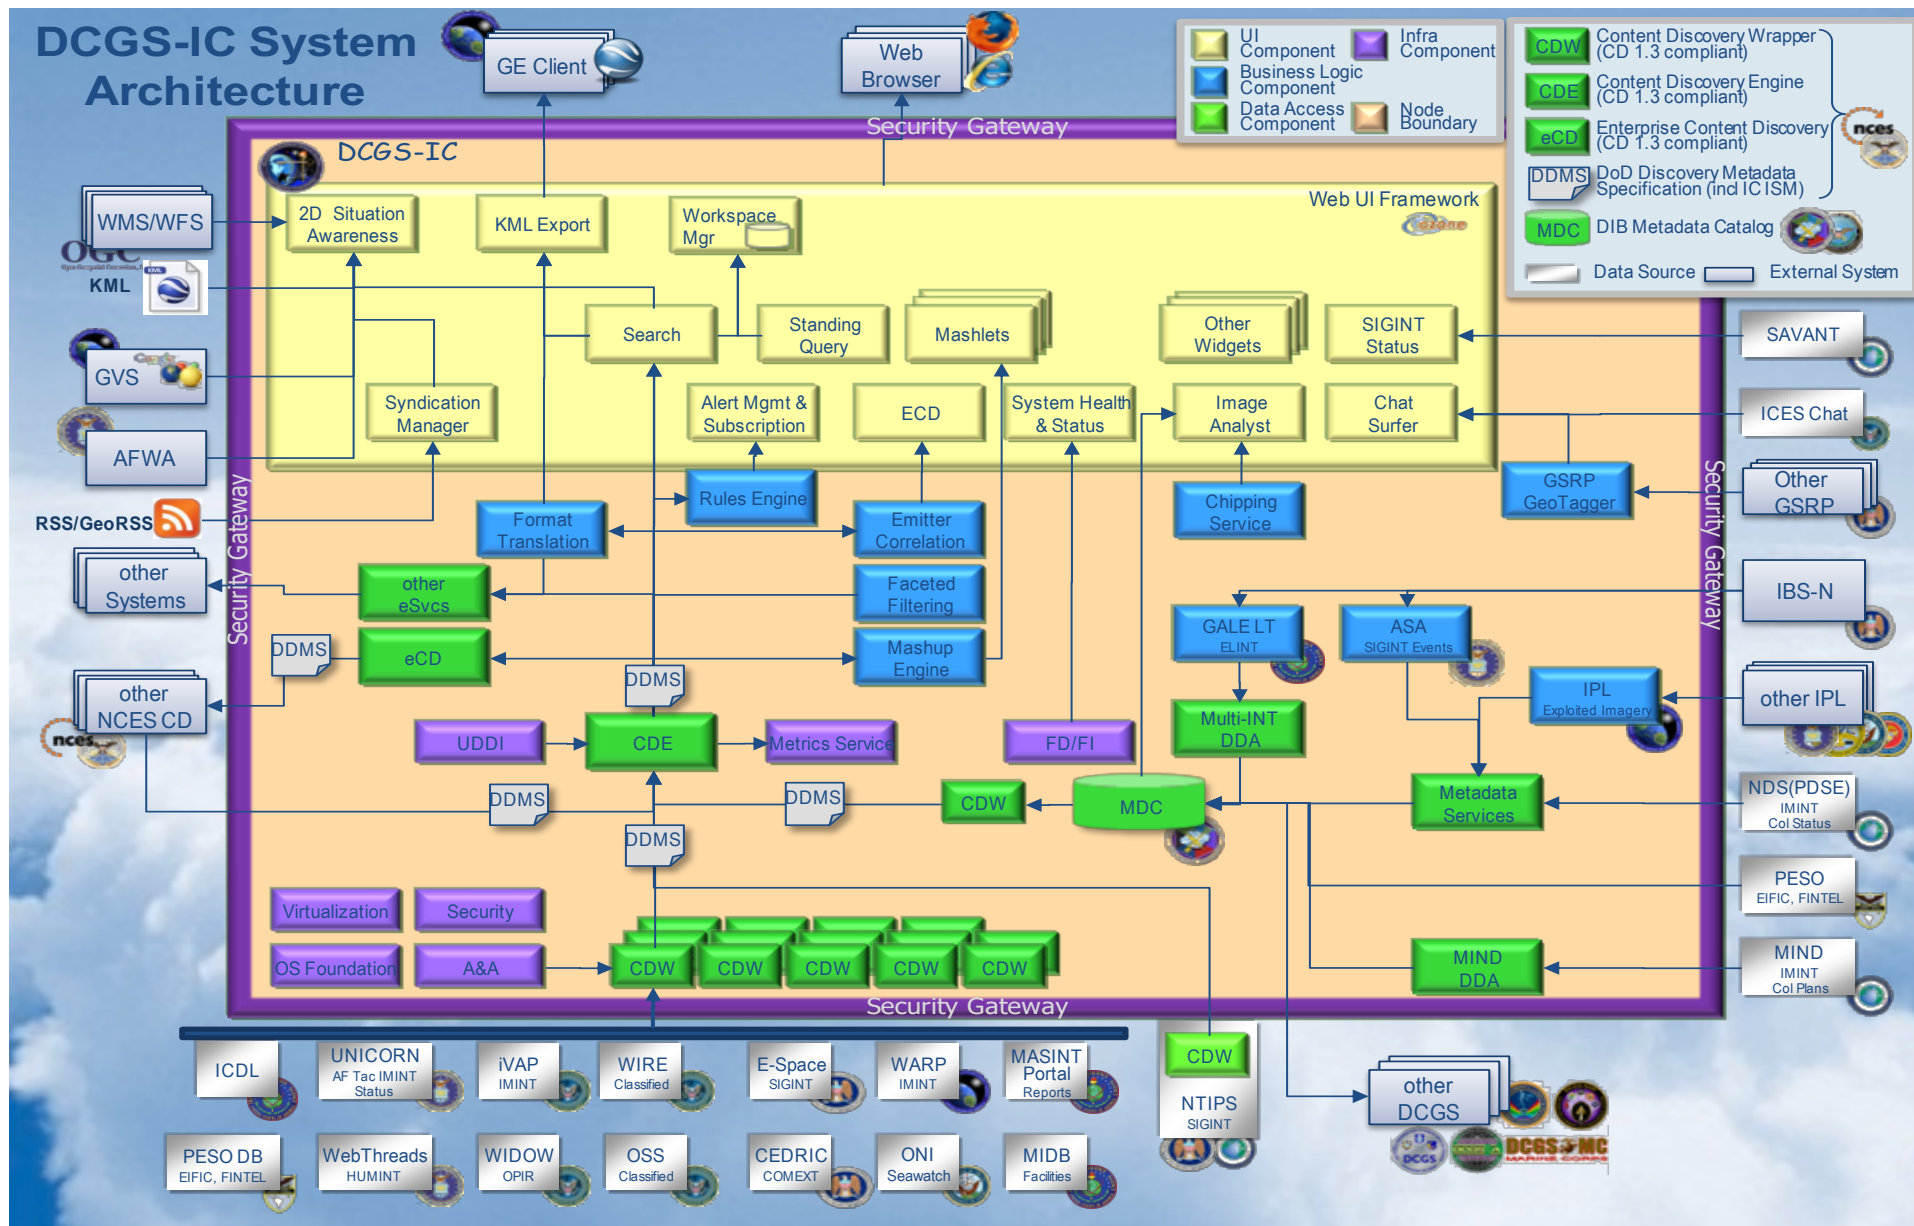 DCGS-IC System
Architecture
GE Client
Web
Browser
UI
Component
Infra
Component
Business Logic
Component
Data Access
Component
Node
Boundary
CDW
Content Discovery Wrapper
(CD 1.3 compliant)
CDE
Content Discovery Engine
(CD 1.3 compliant)
eCD
Enterprise Content Discovery
(CD 1.3 compliant)
nces
DDMS
DoD Discovery Metadata
Specification (incl IC ISM)
MDC
DIB Metadata Catalog
Data Source
External System
Security Gateway
DCGS-IC
Web UI Framework
Ozone
WMS/WFS
OGC
KML
KML
GVS
AFWA
RSS/GeoRSS
other
Systems
other
NCES CD
nces
Security Gateway
2D Situation
Awareness
KML Export
Workspace
Mgr
Search
Standing
Query
Mashlets
Other
Widgets
SIGINT
Status
Syndication
Manager
Alert Mgmt &
Subscription
ECD
System Health
& Status
Image
Analyst
Chat
Surfer
Rules Engine
Format
Translation
Emitter
Correlation
Chipping
Service
GSRP
GeoTagger
other
eSvcs
Faceted
Filtering
DDMS
eCD
Mashup
Engine
DDMS
GALE LT
ELINT
ASA
SIGINT Events
IPL
Exploited Imagery
UDDI
CDE
Metrics Service
FD/FI
Multi-INT
DDA
DDMS
DDMS
CDW
MDC
Metadata
Services
DDMS
Virtualization
Security
OS Foundation
A&A
CDW
CDW
CDW
CDW
CDW
MIND
DDA
Security Gateway
Security Gateway
SAVANT
ICES Chat
Other
GSRP
IBS-N
other IPL
NDS(PDSE)
IMINT
Col Status
PESO
EIFIC, FINTEL
MIND
IMINT
Col Plans
ICDL
UNICORN
AF Tac IMINT
Status
iVAP
IMINT
WIRE
Classified
E-Space
SIGINT
WARP
IMINT
MASINT
Portal
Reports
CDW
NTIPS
SIGINT
other
DCGS
DCGS
DCGS MC
MARINE CORPS
PESO DB
EIFIC, FINTEL
WebThreads
HUMINT
WIDOW
OPIR
OSS
Classified
CEDRIC
COMEXT
ONI
Seawatch
MIDB
Facilities